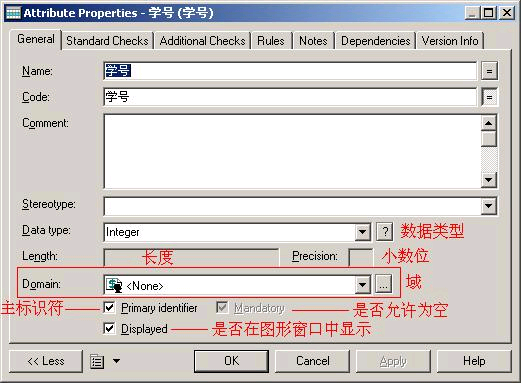 Attribute Properties - 学号 (学号)
General Standard Checks Additional Checks Rules Notes Dependencies Version Info
Name: 学号 =
Code: 学号 =
Comment:
Stereotype:
Data type: Integer ? 数据类型
Length: 长度 Precision: 小数位
Domain: <None> ... 域
主标识符 Primary identifier Mandatory 是否允许为空
Displayed 是否在图形窗口中显示
<< Less OK Cancel Apply Help